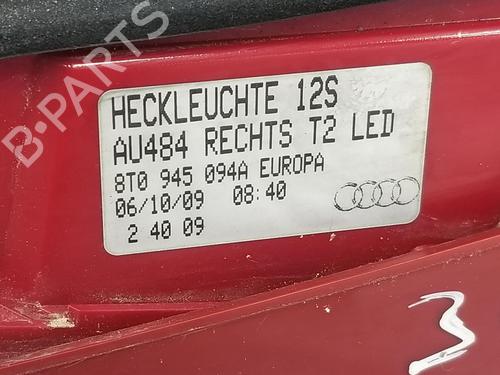 HECKLEUCHTE 12S
AU484 RECHTS T2 LED
8T0 945 094A EUROPA
06/10/09 08:40
2 40 09
3
B-PARTS
B-PARTS